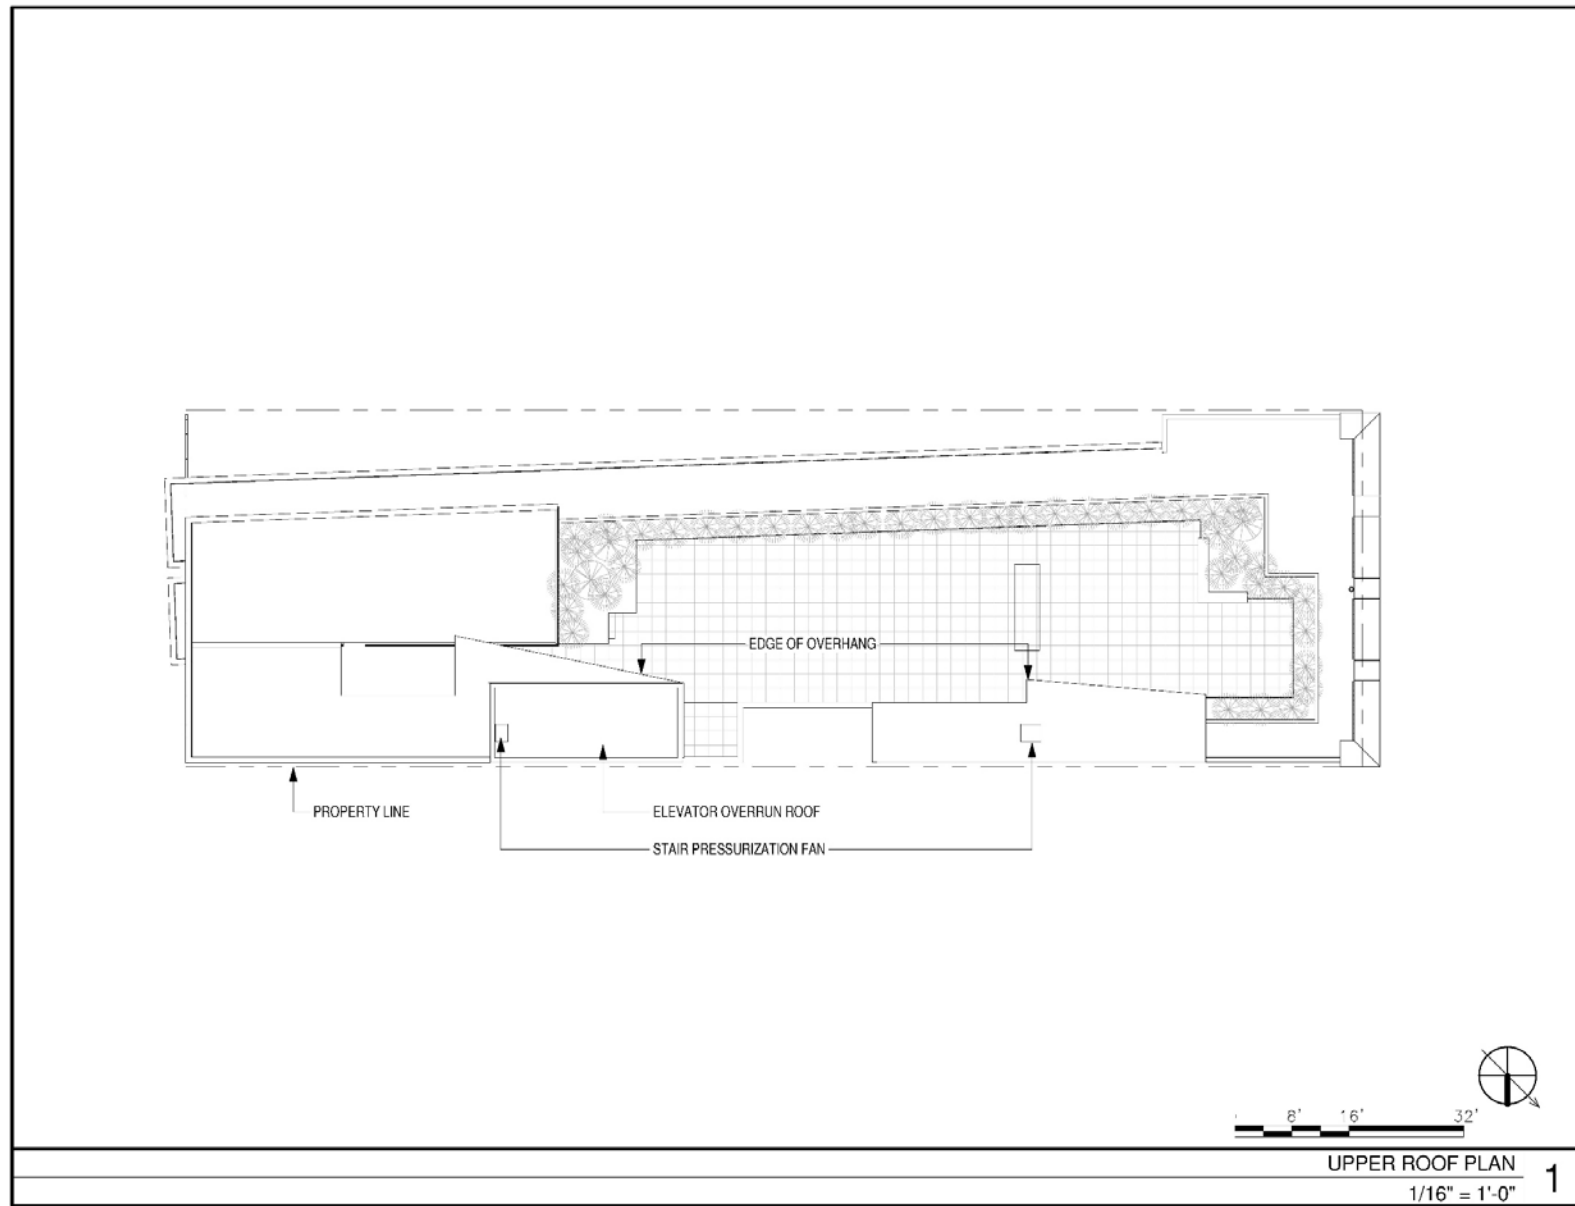 EDGE OF OVERHANG
PROPERTY LINE
ELEVATOR OVERRUN ROOF
STAIR PRESSURIZATION FAN
8' 16' 32'
UPPER ROOF PLAN
1
1/16" = 1'-0"